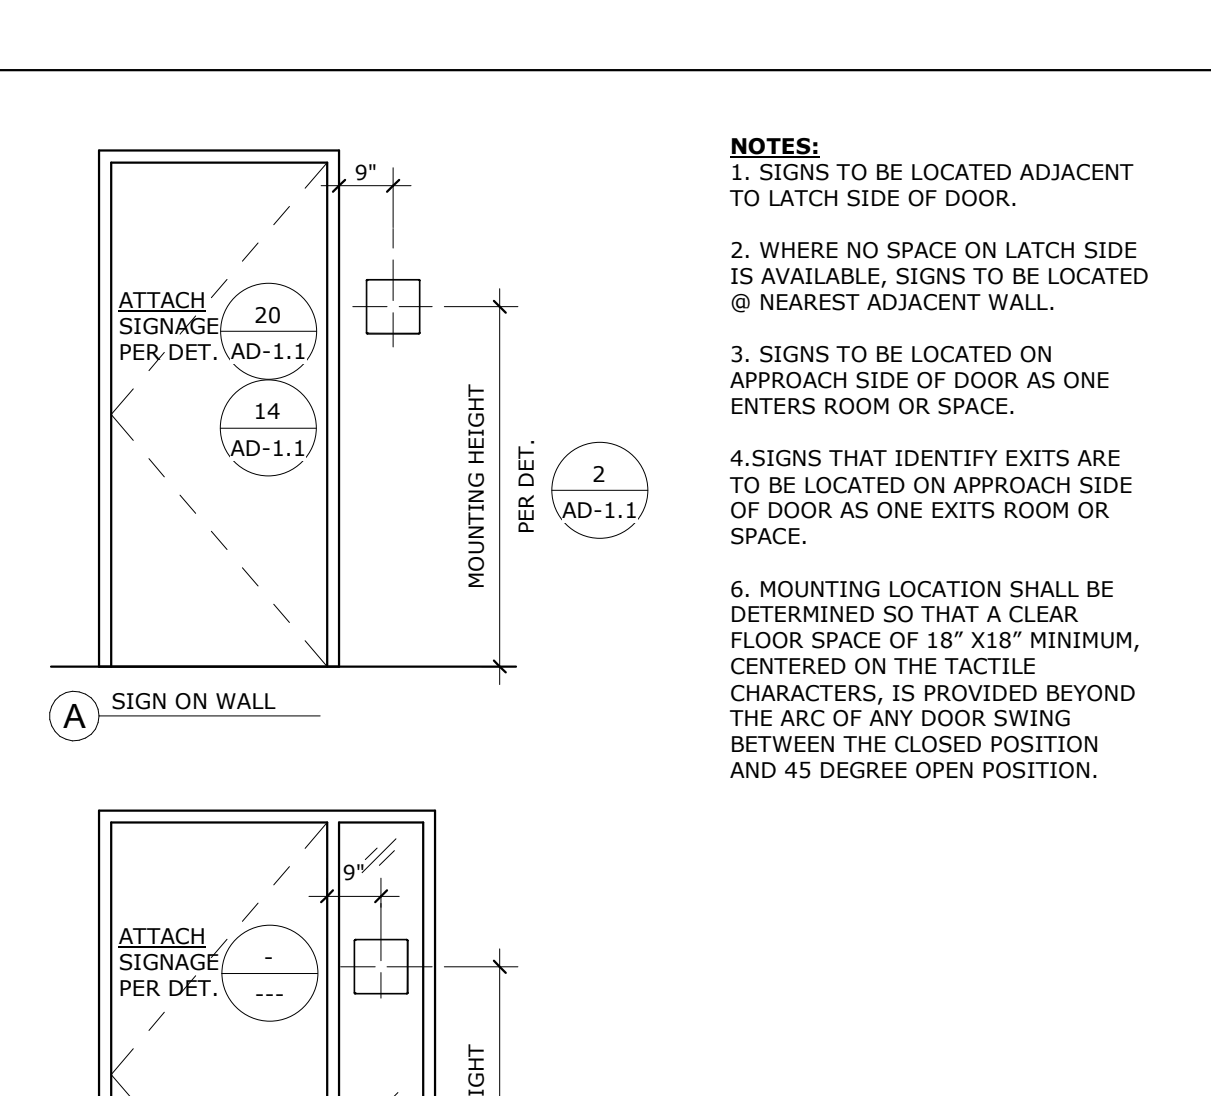 9"
ATTACH
SIGNAGE
PER DET.
20
AD-1.1
14
AD-1.1
MOUNTING HEIGHT
PER DET.
2
AD-1.1
A
SIGN ON WALL
NOTES:
1. SIGNS TO BE LOCATED ADJACENT
TO LATCH SIDE OF DOOR.
2. WHERE NO SPACE ON LATCH SIDE
IS AVAILABLE, SIGNS TO BE LOCATED
@ NEAREST ADJACENT WALL.
3. SIGNS TO BE LOCATED ON
APPROACH SIDE OF DOOR AS ONE
ENTERS ROOM OR SPACE.
4.SIGNS THAT IDENTIFY EXITS ARE
TO BE LOCATED ON APPROACH SIDE
OF DOOR AS ONE EXITS ROOM OR
SPACE.
6. MOUNTING LOCATION SHALL BE
DETERMINED SO THAT A CLEAR
FLOOR SPACE OF 18” X18” MINIMUM,
CENTERED ON THE TACTILE
CHARACTERS, IS PROVIDED BEYOND
THE ARC OF ANY DOOR SWING
BETWEEN THE CLOSED POSITION
AND 45 DEGREE OPEN POSITION.
9"
ATTACH
SIGNAGE
PER DET.
-
---